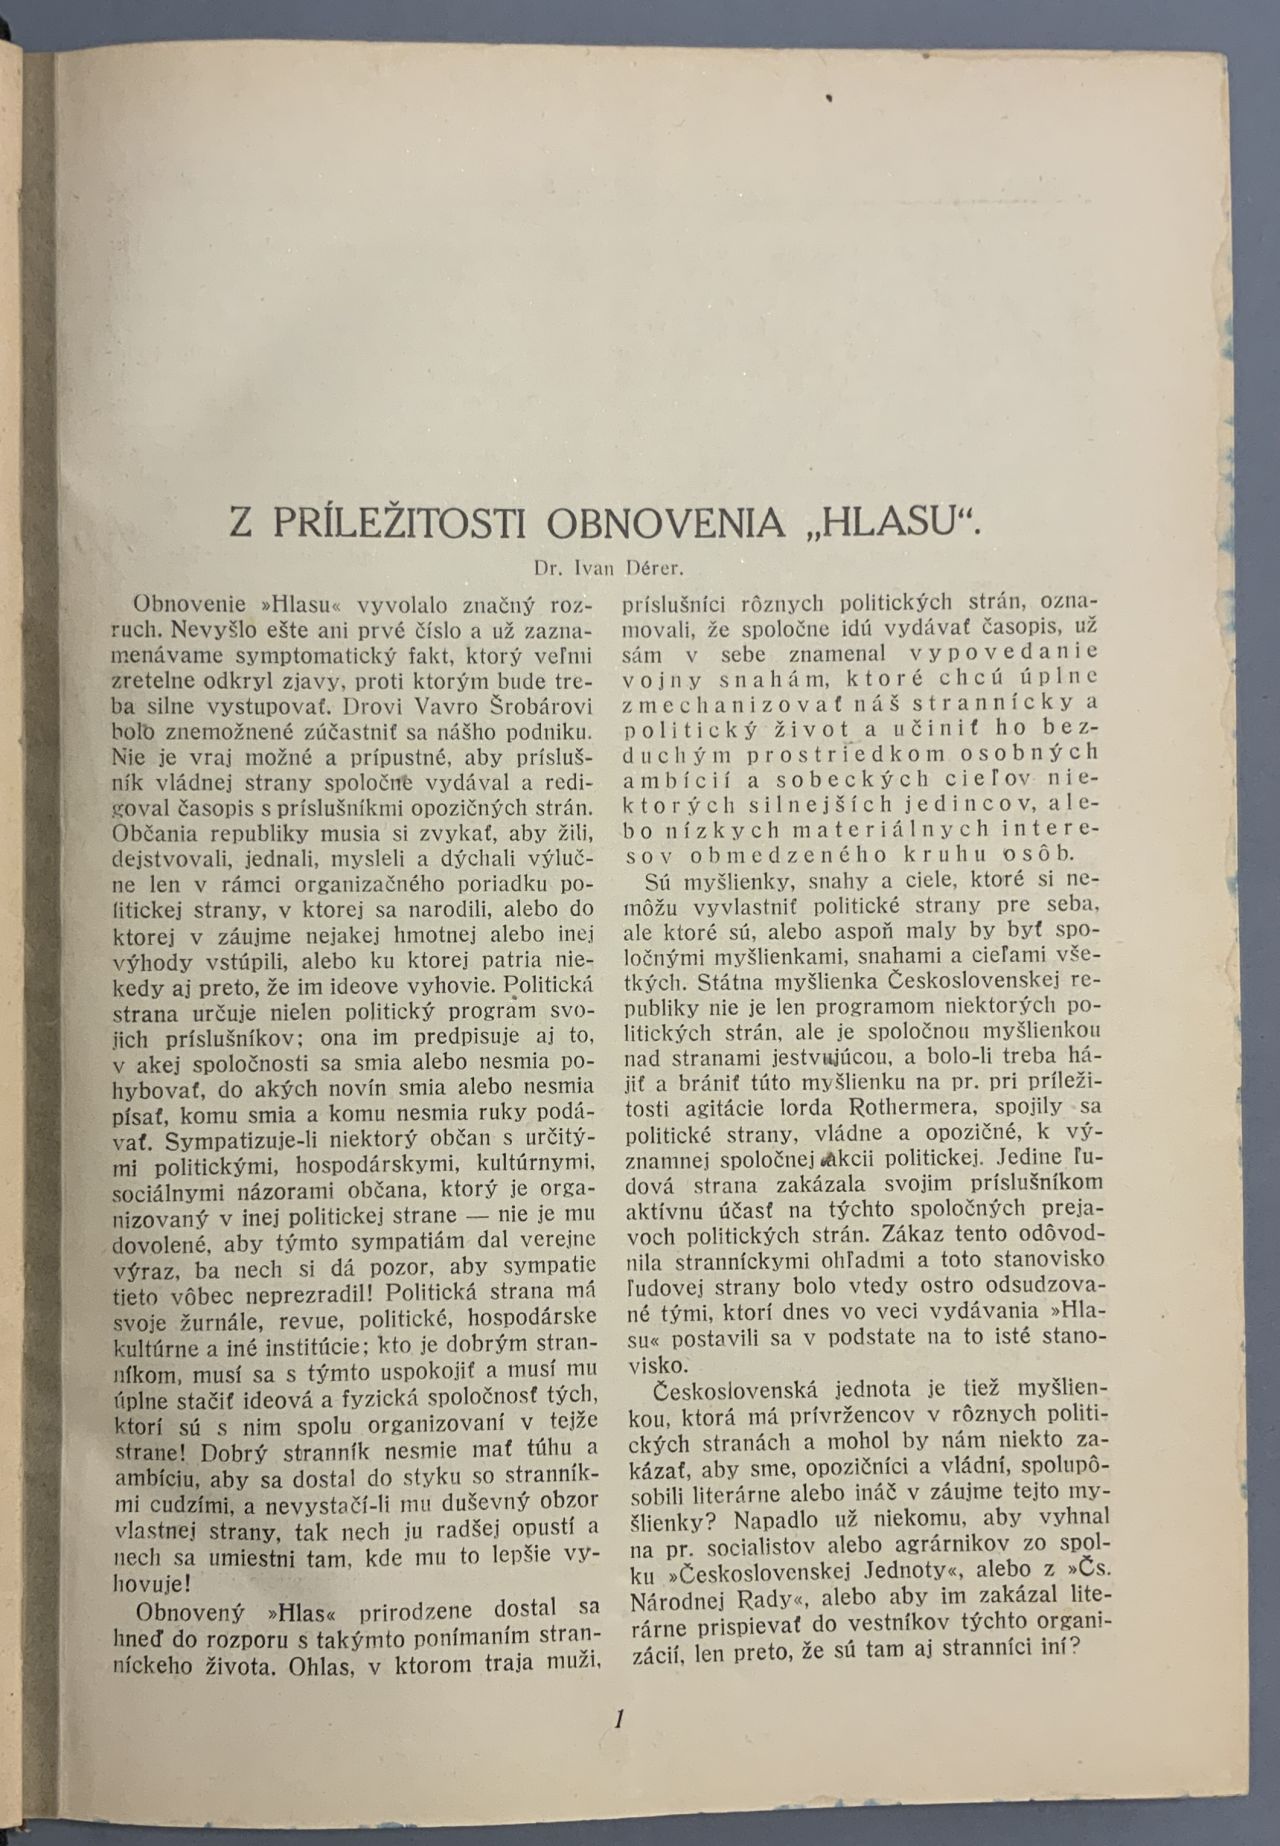 Z PRÍLEŽITOSTI OBNOVENIA „HLASU“.
Dr. Ivan Dérer.
Obnovenie »Hlasu« vyvolalo značný roz-
ruch. Nevyšlo ešte ani prvé číslo a už zazna-
menávame symptomatický fakt, ktorý veľmi
zretelne odkryl zjavy, proti ktorým bude tre-
ba silne vystupovať. Drovi Vavro Šrobárovi
bolo znemožnené zúčastniť sa nášho podniku.
Nie je vraj možné a prípustné, aby prísluš-
ník vládnej strany spoločne vydával a redi-
goval časopis s príslušníkmi opozičných strán.
Občania republiky musia si zvykať, aby žili,
dejstvovali, jednali, mysleli a dýchali výluč-
ne len v rámci organizačného poriadku po-
litickej strany, v ktorej sa narodili, alebo do
ktorej v záujme nejakej hmotnej alebo inej
výhody vstúpili, alebo ku ktorej patria nie-
kedy aj preto, že im ideove vyhovie. Politická
strana určuje nielen politický program svo-
jich príslušníkov; ona im predpisuje aj to,
v akej spoločnosti sa smia alebo nesmia po-
hybovať, do akých novín smia alebo nesmia
písať, komu smia a komu nesmia ruky podá-
vať. Sympatizuje-li niektorý občan s určitý-
mi politickými, hospodárskymi, kultúrnymi,
sociálnymi názorami občana, ktorý je orga-
nizovaný v inej politickej strane — nie je mu
dovolené, aby týmto sympatiám dal verejne
výraz, ba nech si dá pozor, aby sympatie
tieto vôbec neprezradil! Politická strana má
svoje žurnále, revue, politické, hospodárske
kultúrne a iné institúcie; kto je dobrým stran-
níkom, musí sa s týmto uspokojiť a musí mu
úplne stačiť ideová a fyzická spoločnosť tých,
ktorí sú s nim spolu organizovaní v tejže
strane! Dobrý stranník nesmie mať túhu a
ambíciu, aby sa dostal do styku so stranník-
mi cudzími, a nevystačí-li mu duševný obzor
vlastnej strany, tak nech ju radšej opustí a
nech sa umiestni tam, kde mu to lepšie vy-
hovuje!
Obnovený »Hlas« prirodzene dostal sa
hneď do rozporu s takýmto ponímaním stran-
níckeho života. Ohlas, v ktorom traja muži,
príslušníci rôznych politických strán, ozna-
movali, že spoločne idú vydávať časopis, už
sám v sebe znamenal vypovedanie
vojny snahám, ktoré chcú úplne
zmechanizovať náš strannícky a
politický život a učiniť ho bez-
duchým prostriedkom osobných
ambícií a sobeckých cieľov nie-
ktorých silnejších jedincov, ale-
bo nízkych materiálnych intere-
sov obmedzeného kruhu osôb.
Sú myšlienky, snahy a ciele, ktoré si ne-
môžu vyvlastniť politické strany pre seba,
ale ktoré sú, alebo aspoň maly by byť spo-
ločnými myšlienkami, snahami a cieľami vše-
tkých. Státna myšlienka Československej re-
publiky nie je len programom niektorých po-
litických strán, ale je spoločnou myšlienkou
nad stranami jestvujúcou, a bolo-li treba há-
jiť a brániť túto myšlienku na pr. pri príleži-
tosti agitácie lorda Rothermera, spojily sa
politické strany, vládne a opozičné, k vý-
znamnej spoločnej akcii politickej. Jedine ľu-
dová strana zakázala svojim príslušníkom
aktívnu účasť na týchto spoločných preja-
voch politických strán. Zákaz tento odôvod-
nila stranníckymi ohľadmi a toto stanovisko
ľudovej strany bolo vtedy ostro odsudzova-
né tými, ktorí dnes vo veci vydávania »Hla-
su« postavili sa v podstate na to isté stano-
visko.
Československá jednota je tiež myšlien-
kou, ktorá má prívržencov v rôznych politi-
ckých stranách a mohol by nám niekto za-
kázať, aby sme, opozičníci a vládní, spolupô-
sobili literárne alebo ináč v záujme tejto my-
šlienky? Napadlo už niekomu, aby vyhnal
na pr. socialistov alebo agrárnikov zo spol-
ku »Československej Jednoty«, alebo z »Čs.
Národnej Rady«, alebo aby im zakázal lite-
rárne prispievať do vestníkov týchto organi-
zácií, len preto, že sú tam aj stranníci iní?
1